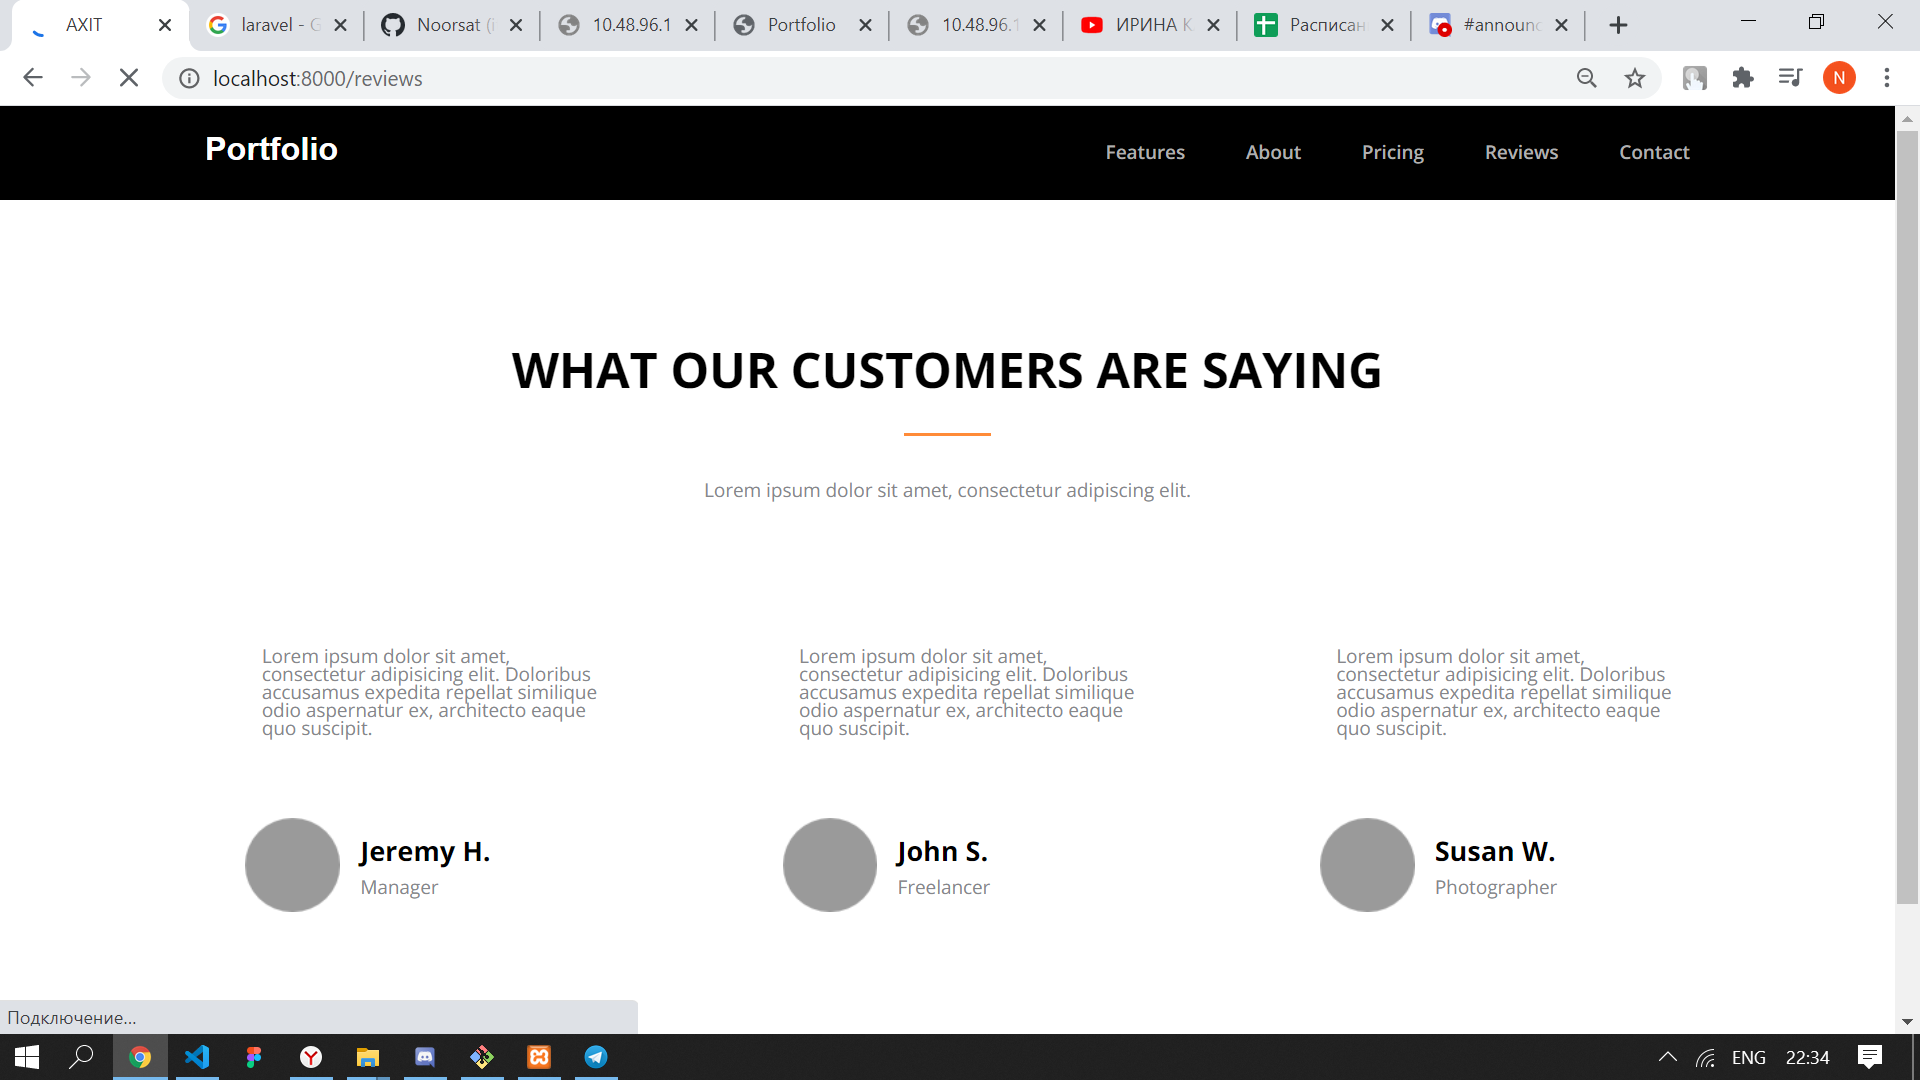 AXIT
laravel - G
Noorsat (i
10.48.96.1
Portfolio
10.48.96.1
ИРИНА К
Расписан
#announc
localhost:8000/reviews
N
Portfolio
Features About Pricing Reviews Contact
WHAT OUR CUSTOMERS ARE SAYING
Lorem ipsum dolor sit amet, consectetur adipiscing elit.
Lorem ipsum dolor sit amet,
consectetur adipisicing elit. Doloribus
accusamus expedita repellat similique
odio aspernatur ex, architecto eaque
quo suscipit.
Jeremy H.
Manager
Lorem ipsum dolor sit amet,
consectetur adipisicing elit. Doloribus
accusamus expedita repellat similique
odio aspernatur ex, architecto eaque
quo suscipit.
John S.
Freelancer
Lorem ipsum dolor sit amet,
consectetur adipisicing elit. Doloribus
accusamus expedita repellat similique
odio aspernatur ex, architecto eaque
quo suscipit.
Susan W.
Photographer
Подключение...
ENG 22:34